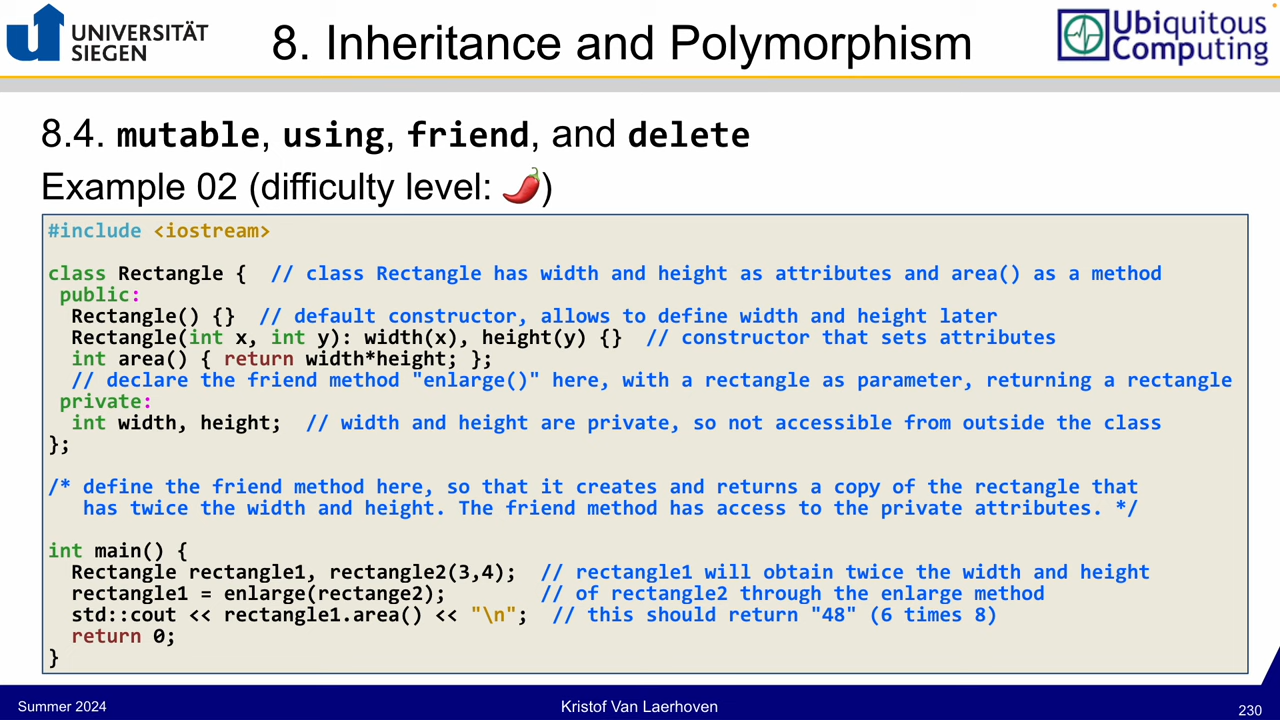 UNIVERSITÄT
SIEGEN
8. Inheritance and Polymorphism
Ubiquitous
Computing
8.4. mutable, using, friend, and delete
Example 02 (difficulty level: 🌶️)
#include <iostream>
class Rectangle {  // class Rectangle has width and height as attributes and area() as a method
 public:
  Rectangle() {}  // default constructor, allows to define width and height later
  Rectangle(int x, int y): width(x), height(y) {}  // constructor that sets attributes
  int area() { return width*height; };
  // declare the friend method "enlarge()" here, with a rectangle as parameter, returning a rectangle
 private:
  int width, height;  // width and height are private, so not accessible from outside the class
};
/* define the friend method here, so that it creates and returns a copy of the rectangle that
   has twice the width and height. The friend method has access to the private attributes. */
int main() {
  Rectangle rectangle1, rectangle2(3,4);  // rectangle1 will obtain twice the width and height
  rectangle1 = enlarge(rectange2);        // of rectangle2 through the enlarge method
  std::cout << rectangle1.area() << "\n";  // this should return "48" (6 times 8)
  return 0;
}
Summer 2024
Kristof Van Laerhoven
230